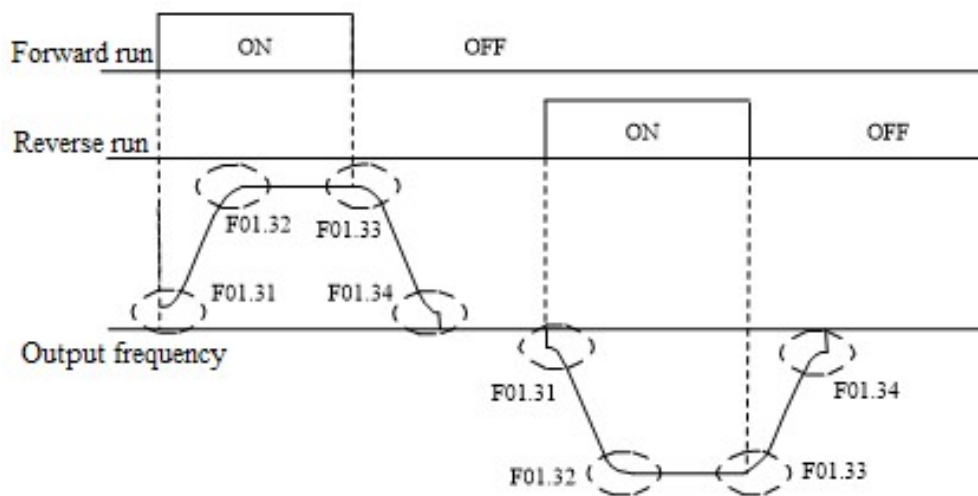 Forward run
ON
OFF
Reverse run
ON
OFF
F01.32
F01.33
F01.31
F01.34
Output frequency
F01.31
F01.34
F01.32
F01.33